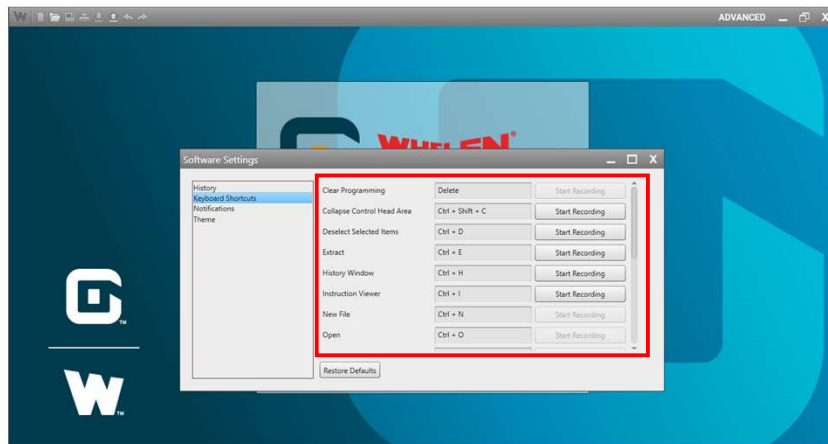 W ADVANCED X
WHELEN®
Software Settings X
History
Keyboard Shortcuts
Notifications
Theme
Clear Programming Delete Start Recording
Collapse Control Head Area Ctrl + Shift + C Start Recording
Deselect Selected Items Ctrl + D Start Recording
Extract Ctrl + E Start Recording
History Window Ctrl + H Start Recording
Instruction Viewer Ctrl + I Start Recording
New File Ctrl + N Start Recording
Open Ctrl + O Start Recording
Restore Defaults
TM
W TM